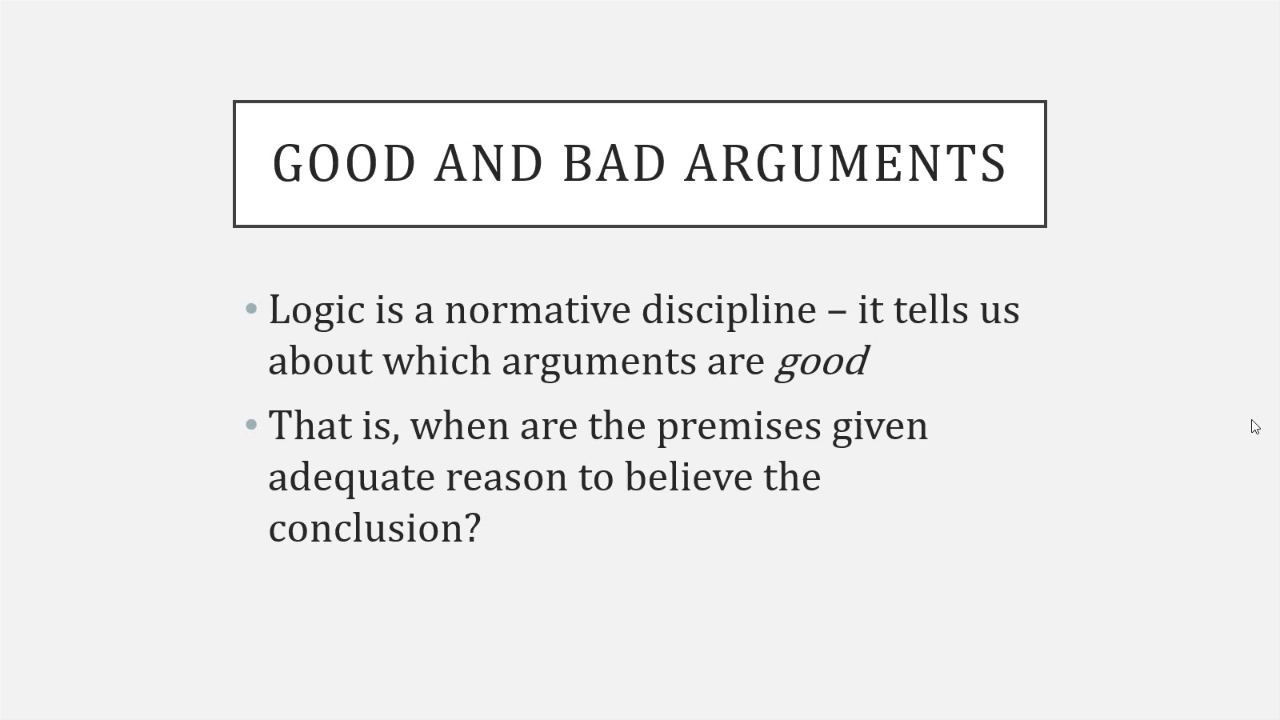 GOOD AND BAD ARGUMENTS
• Logic is a normative discipline – it tells us
about which arguments are good
• That is, when are the premises given
adequate reason to believe the
conclusion?